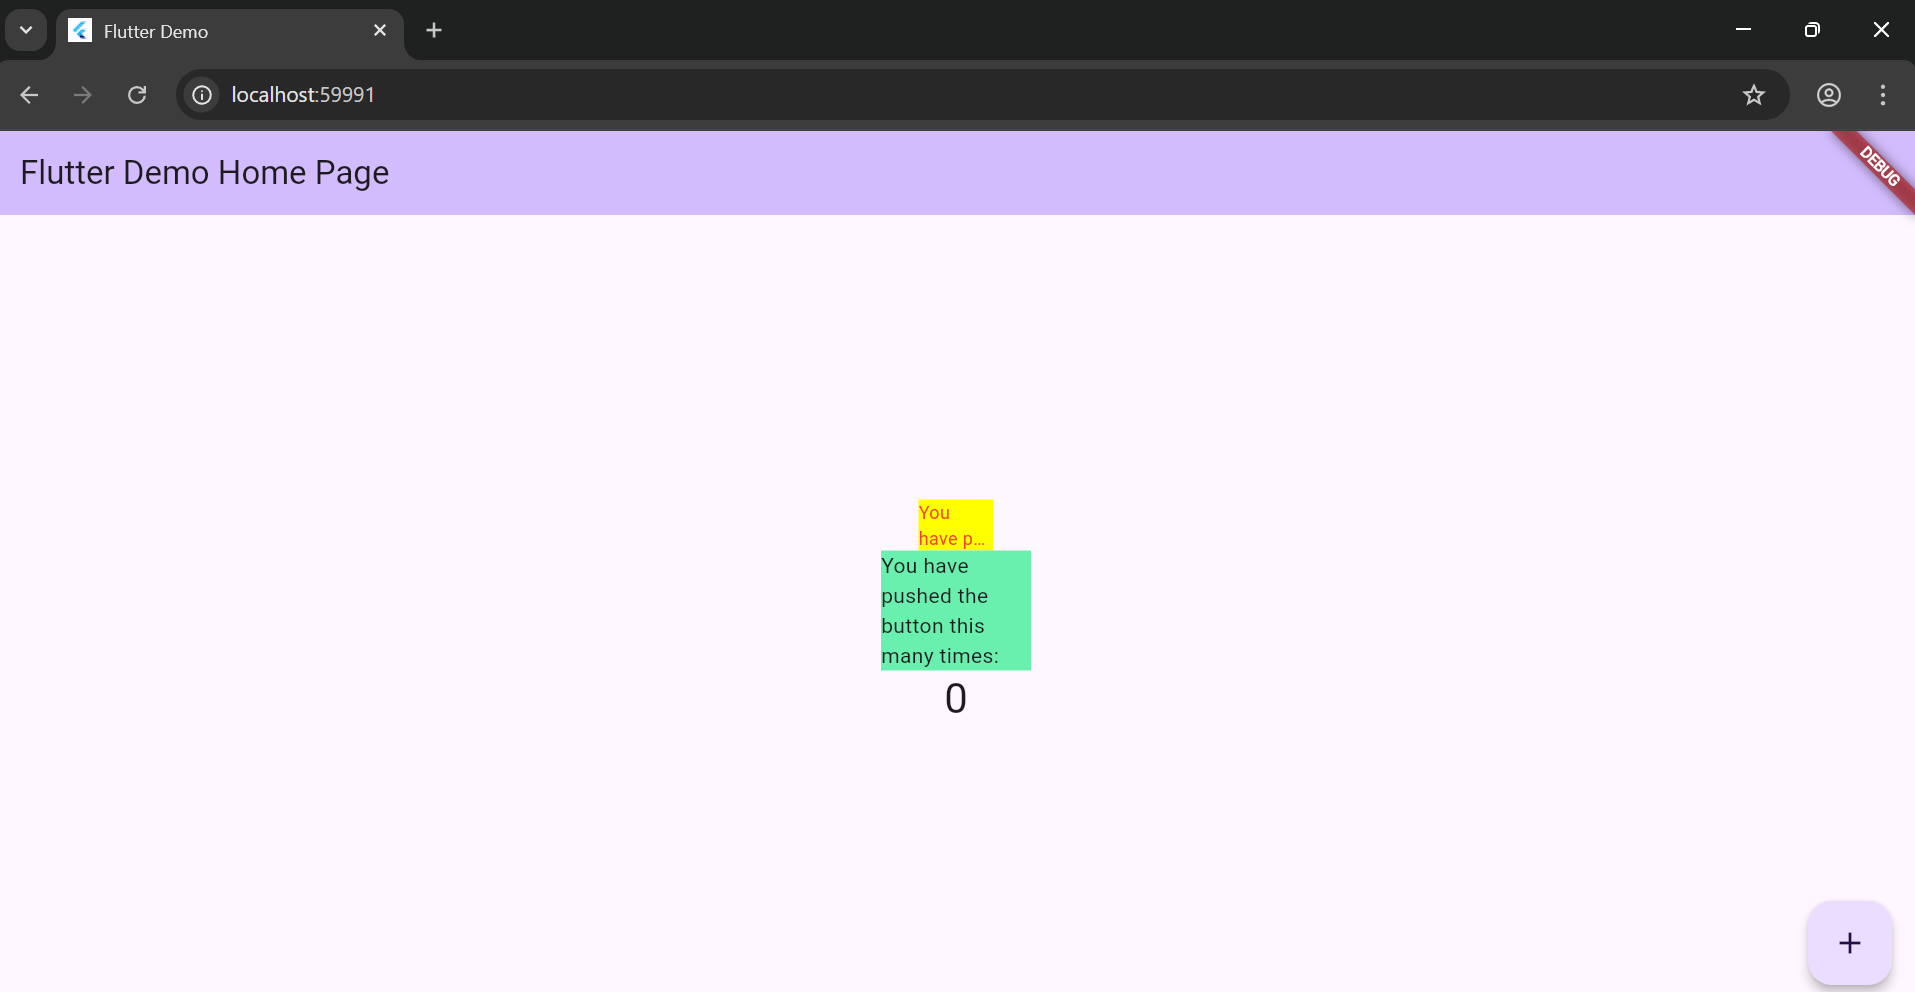 Flutter Demo
localhost:59991
Flutter Demo Home Page
DEBUG
You
have p...
You have
pushed the
button this
many times:
0